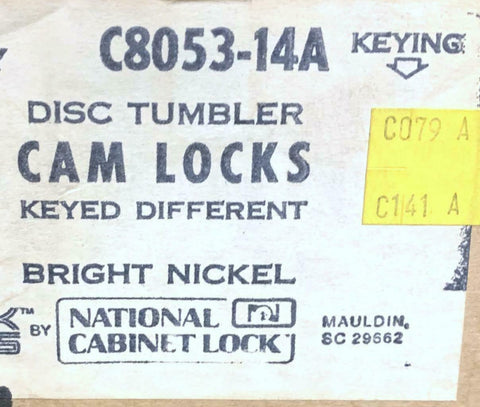 C8053-14A KEYING
DISC TUMBLER
CAM LOCKS
KEYED DIFFERENT
C079 A
C141 A
BRIGHT NICKEL
BY NATIONAL
CABINET LOCK
MAULDIN,
SC 29662